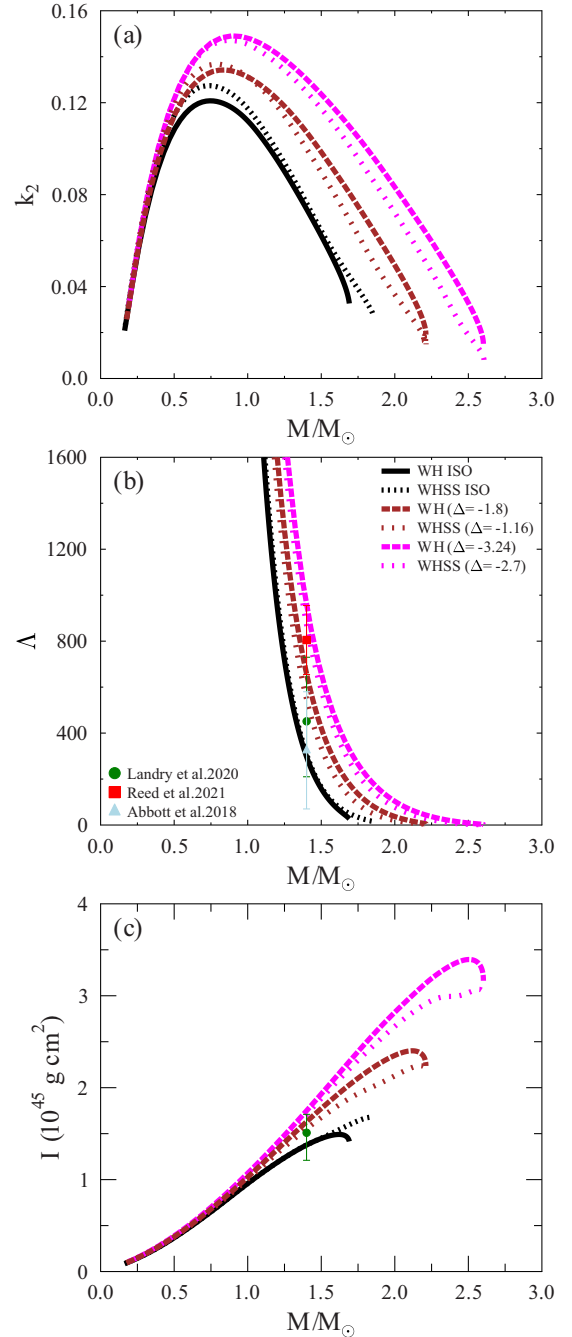 (a)
0.16
0.12
0.08
0.04
0.0
k₂
0.0 0.5 1.0 1.5 2.0 2.5 3.0
M/M☉
(b)
1600
1200
800
400
0
Λ
WH ISO
WHSS ISO
WH (Δ= -1.8)
WHSS (Δ= -1.16)
WH (Δ= -3.24)
WHSS (Δ= -2.7)
Landry et al.2020
Reed et al.2021
Abbott et al.2018
0.0 0.5 1.0 1.5 2.0 2.5 3.0
M/M☉
(c)
4
3
2
1
0
I (10⁴⁵ g cm²)
0.0 0.5 1.0 1.5 2.0 2.5 3.0
M/M☉